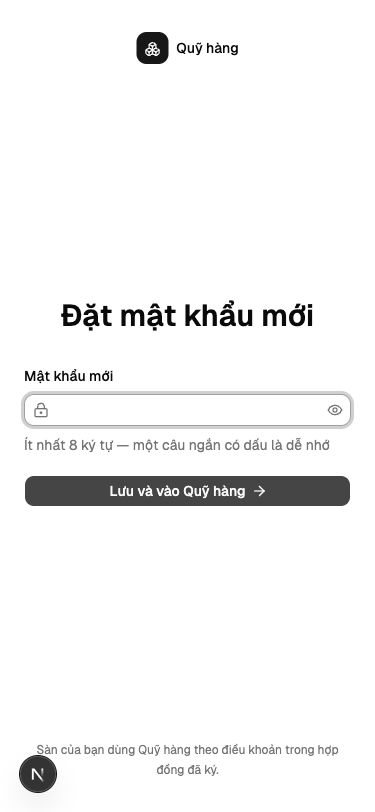 Quỹ hàng
Đặt mật khẩu mới
Mật khẩu mới
Ít nhất 8 ký tự — một câu ngắn có dấu là dễ nhớ
Lưu và vào Quỹ hàng
Sàn của bạn dùng Quỹ hàng theo điều khoản trong hợp
đồng đã ký.
N